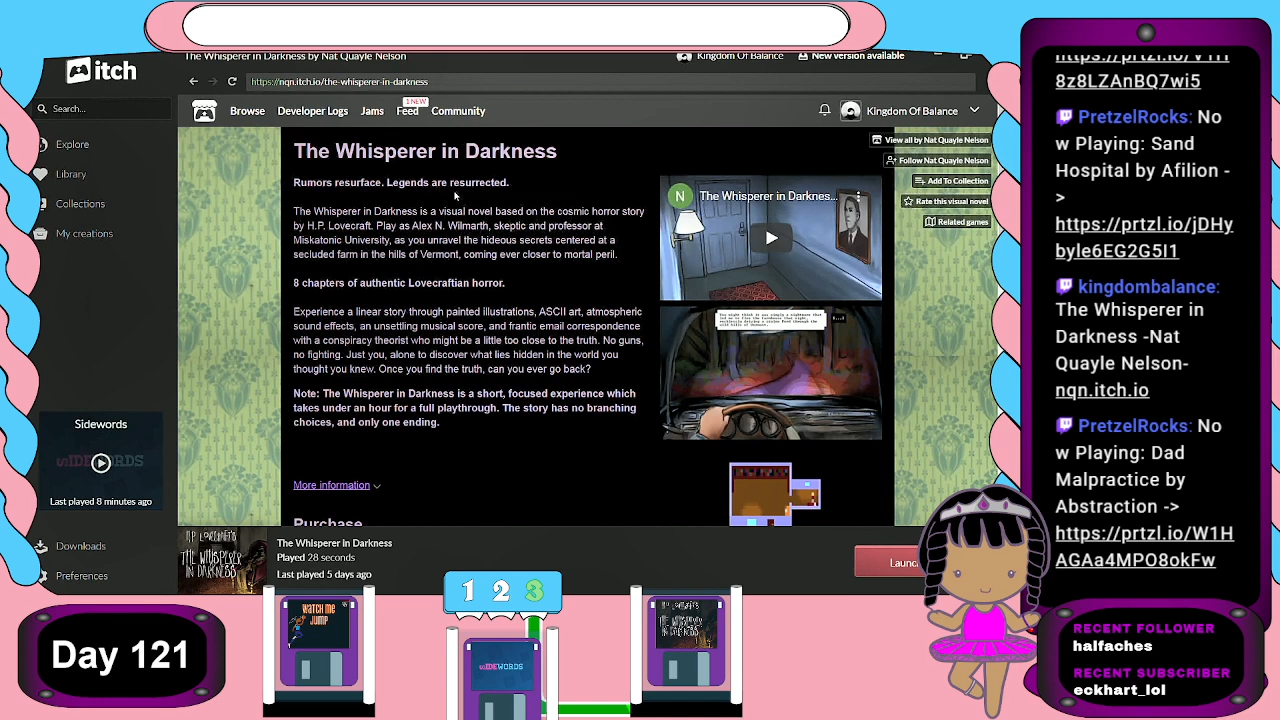 The Whisperer in Darkness by Nat Quayle Nelson
Kingdom Of Balance
New version available
itch
https://nqn.itch.io/the-whisperer-in-darkness
Search...
Explore
Library
Collections
My creations
Browse
Developer Logs
Jams
1 NEW
Feed
Community
Kingdom Of Balance
View all by Nat Quayle Nelson
Follow Nat Quayle Nelson
Add To Collection
Rate this visual novel
Related games
The Whisperer in Darkness
Rumors resurface. Legends are resurrected.
The Whisperer in Darkness is a visual novel based on the cosmic horror story
by H.P. Lovecraft. Play as Alex N. Wilmarth, skeptic and professor at
Miskatonic University, as you unravel the hideous secrets centered at a
secluded farm in the hills of Vermont, coming ever closer to mortal peril.
8 chapters of authentic Lovecraftian horror.
Experience a linear story through painted illustrations, ASCII art, atmospheric
sound effects, an unsettling musical score and frantic email correspondence
with a conspiracy theorist who might be a little too close to the truth. No guns,
no fighting. Just you, alone to discover what lies hidden in the world you
thought you knew. Once you find the truth, can you ever go back?
Note: The Whisperer in Darkness is a short, focused experience which
takes under an hour for a full playthrough. The story has no branching
choices, and only one ending.
More information
Purchase
N
The Whisperer in Darknes...
Sidewords
SIDEWORDS
Last played 8 minutes ago
Downloads
Preferences
H.P. LOVECRAFT'S
THE WHISPERER
IN DARKNESS
The Whisperer in Darkness
Played 28 seconds
Last played 5 days ago
Launch
1 2 3
WATCH ME
JUMP
SIDEWORDS
Day 121
8z8LZAnBQ7wi5
PretzelRocks: No
w Playing: Sand
Hospital by Afilion -
>
https://prtzl.io/jDHy
byle6EG2G5I1
kingdombalance:
The Whisperer in
Darkness -Nat
Quayle Nelson-
nqn.itch.io
PretzelRocks: No
w Playing: Dad
Malpractice by
Abstraction ->
https://prtzl.io/W1H
AGAa4MPO8okFw
RECENT FOLLOWER
halfaches
RECENT SUBSCRIBER
eckhart_lol